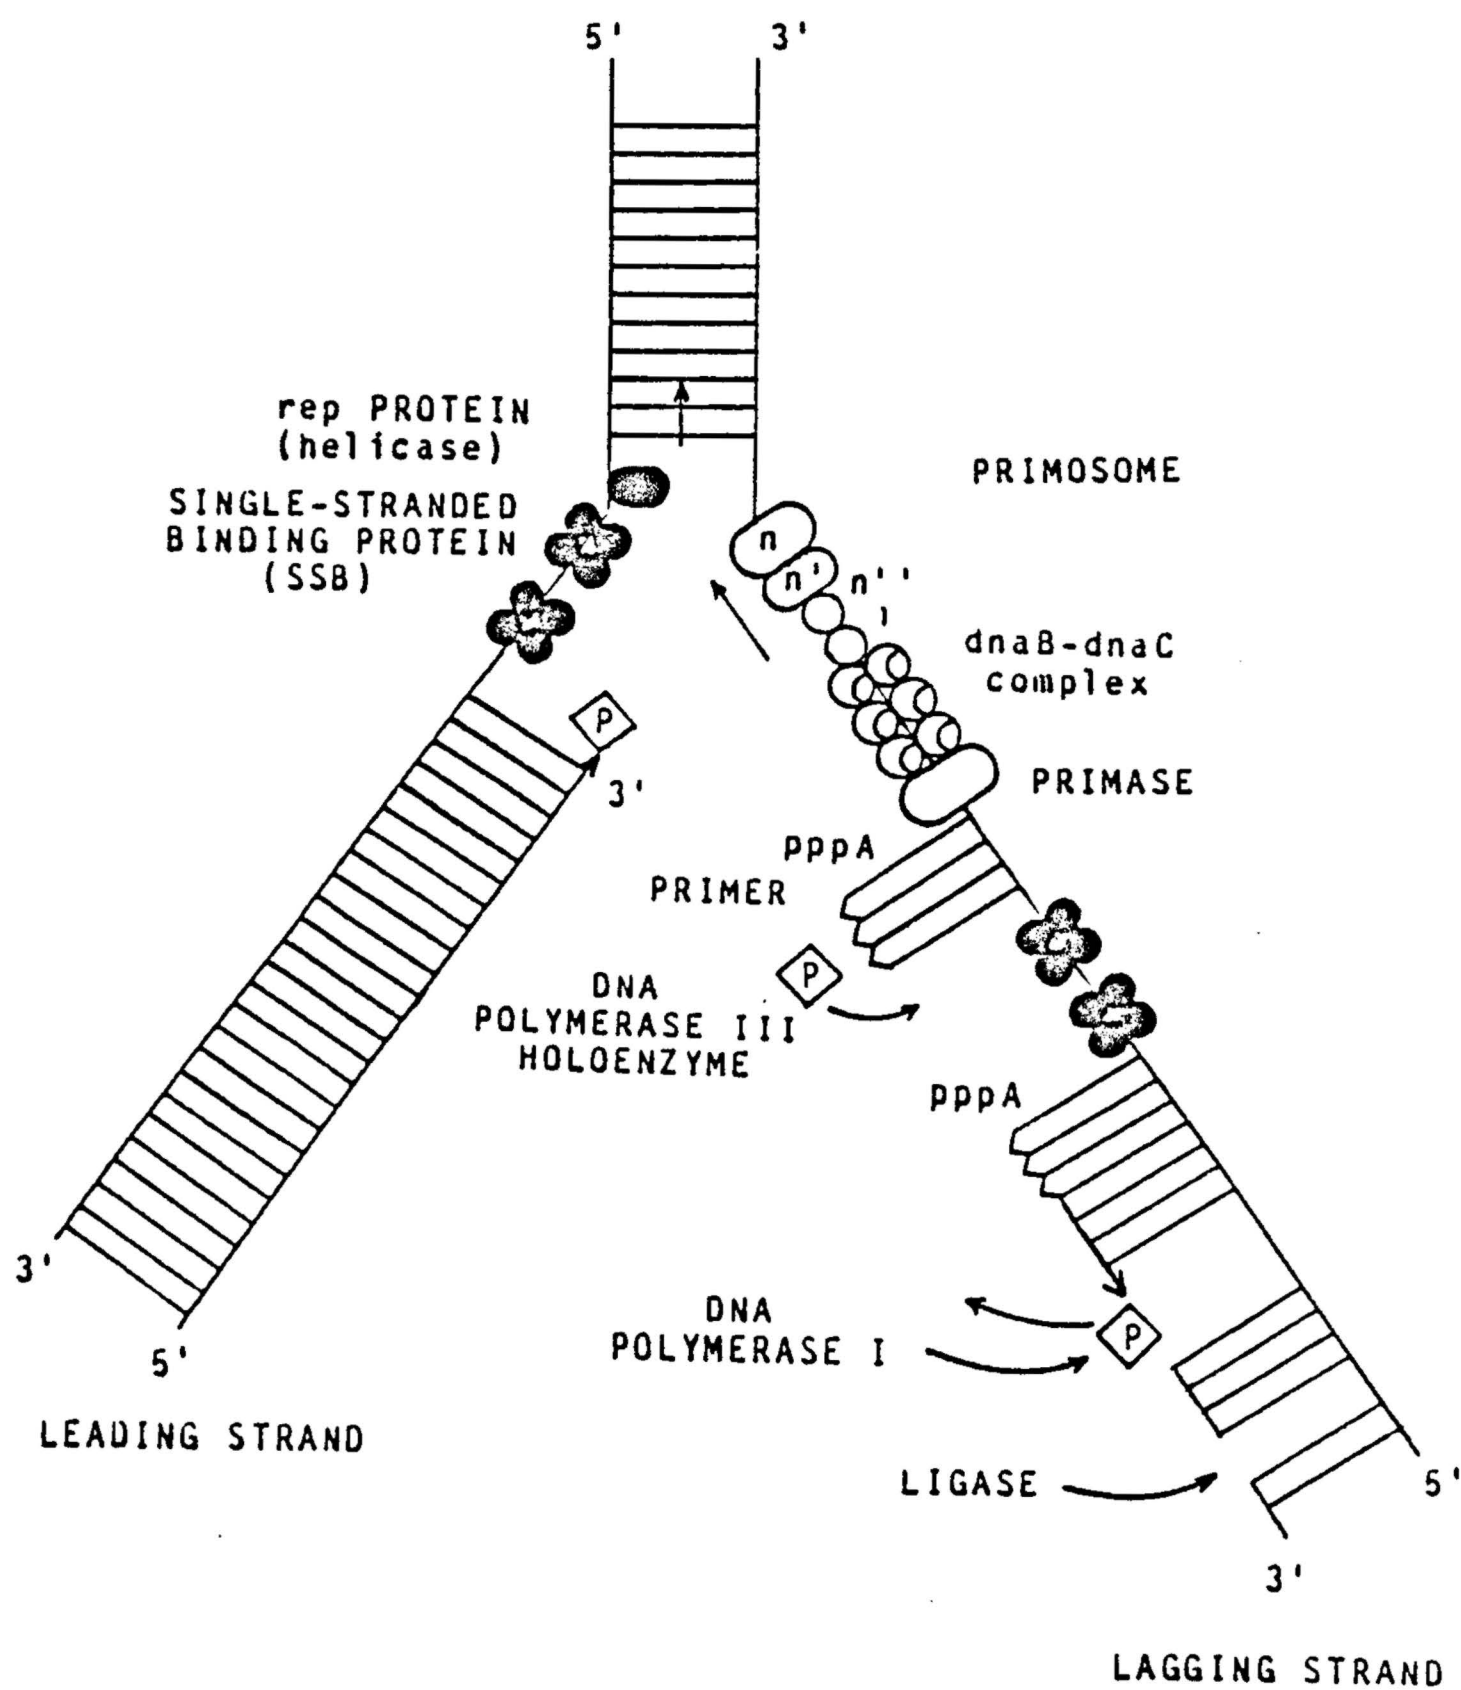 5' 3'
rep PROTEIN
(helicase)
SINGLE-STRANDED
BINDING PROTEIN
(SSB)
PRIMOSOME
n
n' n''
i
dnaB-dnaC
complex
P
3'
PRIMASE
pppA
PRIMER
P
DNA
POLYMERASE III
HOLOENZYME
pppA
3'
5'
DNA
POLYMERASE I
P
LEADING STRAND
LIGASE
5'
3'
LAGGING STRAND